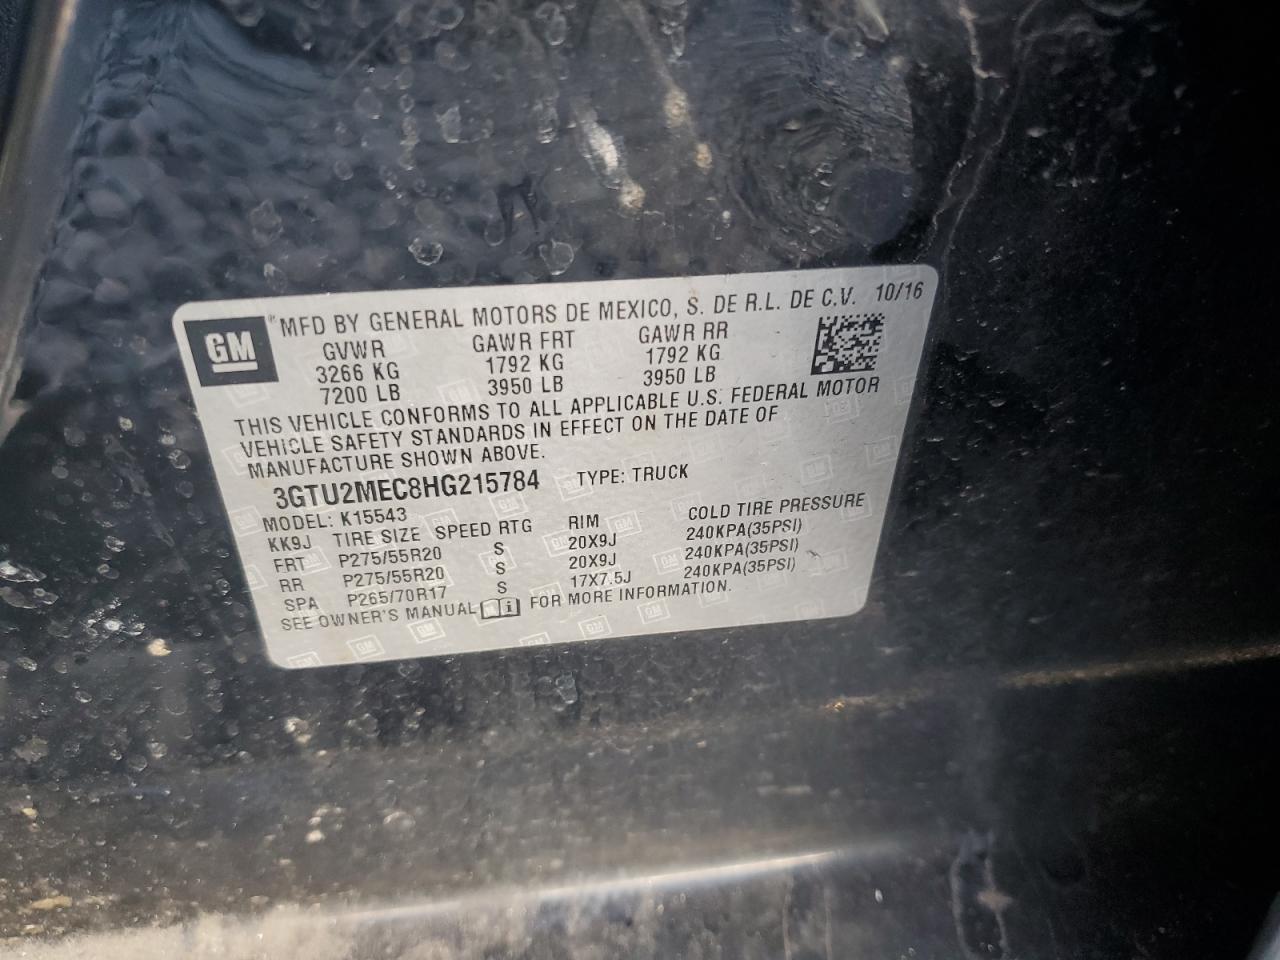 GM
®MFD BY GENERAL MOTORS DE MEXICO, S. DE R.L. DE C.V. 10/16
GVWR GAWR FRT GAWR RR
3266 KG 1792 KG 1792 KG
7200 LB 3950 LB 3950 LB
THIS VEHICLE CONFORMS TO ALL APPLICABLE U.S. FEDERAL MOTOR
VEHICLE SAFETY STANDARDS IN EFFECT ON THE DATE OF
MANUFACTURE SHOWN ABOVE.
3GTU2MEC8HG215784 TYPE: TRUCK
MODEL: K15543
KK9J TIRE SIZE SPEED RTG RIM COLD TIRE PRESSURE
FRT P275/55R20 S 20X9J 240KPA(35PSI)
RR P275/55R20 S 20X9J 240KPA(35PSI)
SPA P265/70R17 S 17X7.5J 240KPA(35PSI)
SEE OWNER'S MANUAL i FOR MORE INFORMATION.